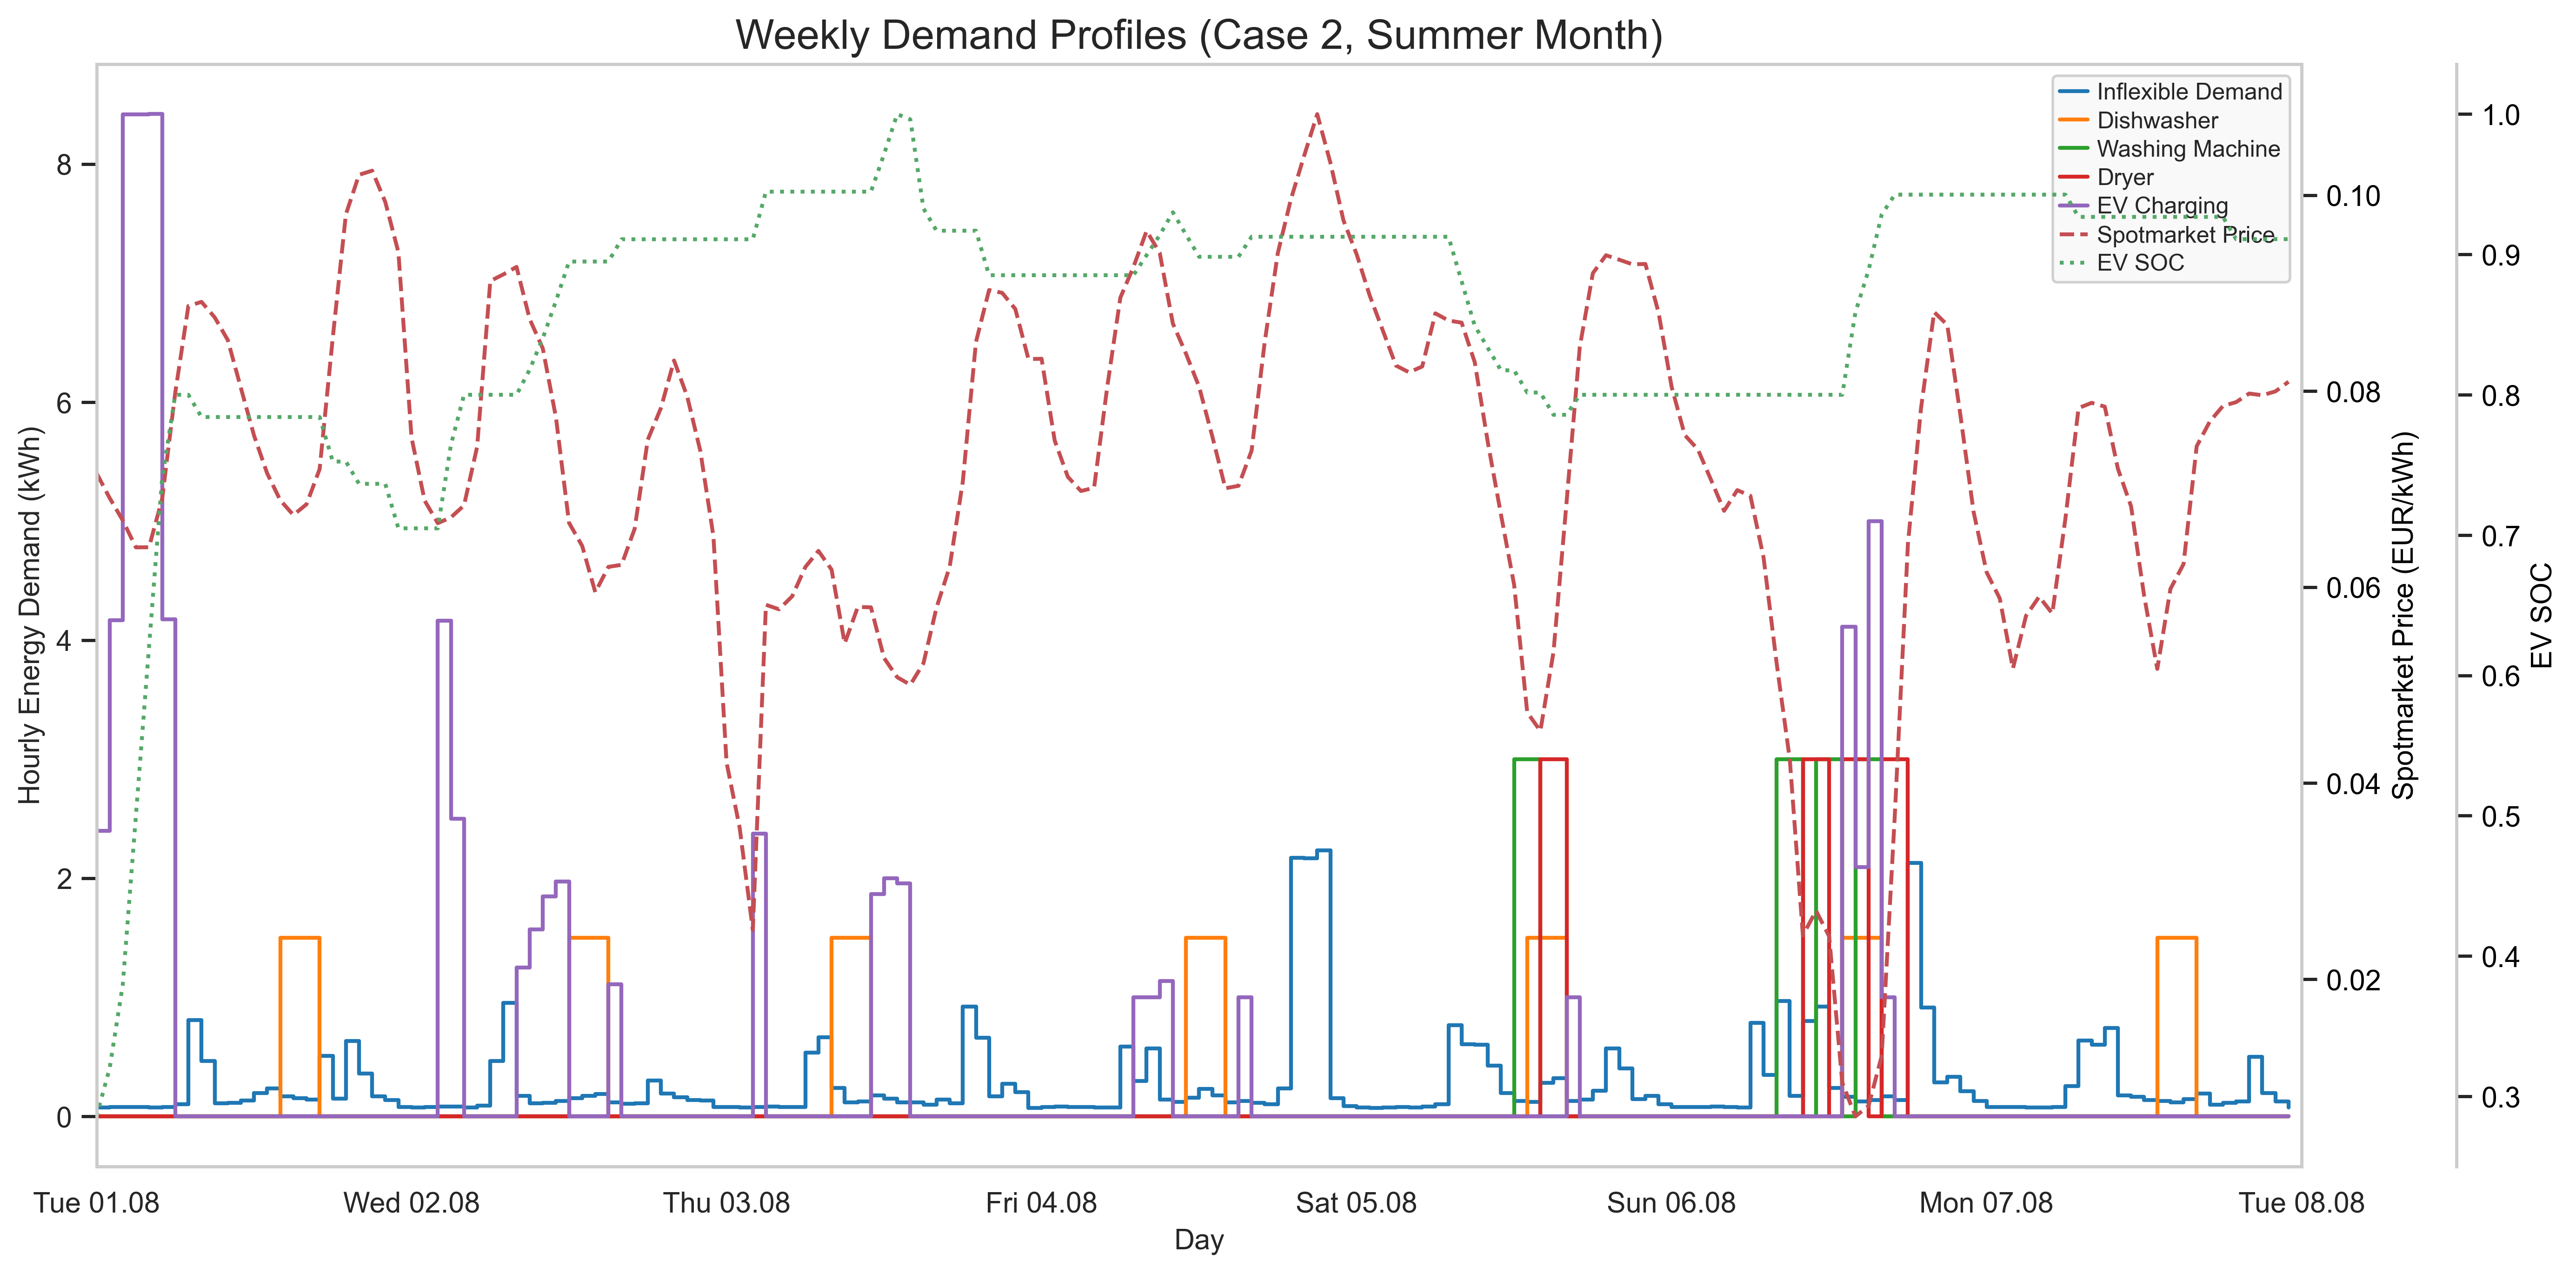 Weekly Demand Profiles (Case 2, Summer Month)
Inflexible Demand
Dishwasher
Washing Machine
Dryer
EV Charging
Spotmarket Price
EV SOC
Hourly Energy Demand (kWh)
8
6
4
2
0
0.10
0.08
0.06
0.04
0.02
Spotmarket Price (EUR/kWh)
1.0
0.9
0.8
0.7
0.6
0.5
0.4
0.3
EV SOC
Tue 01.08 Wed 02.08 Thu 03.08 Fri 04.08 Sat 05.08 Sun 06.08 Mon 07.08 Tue 08.08
Day